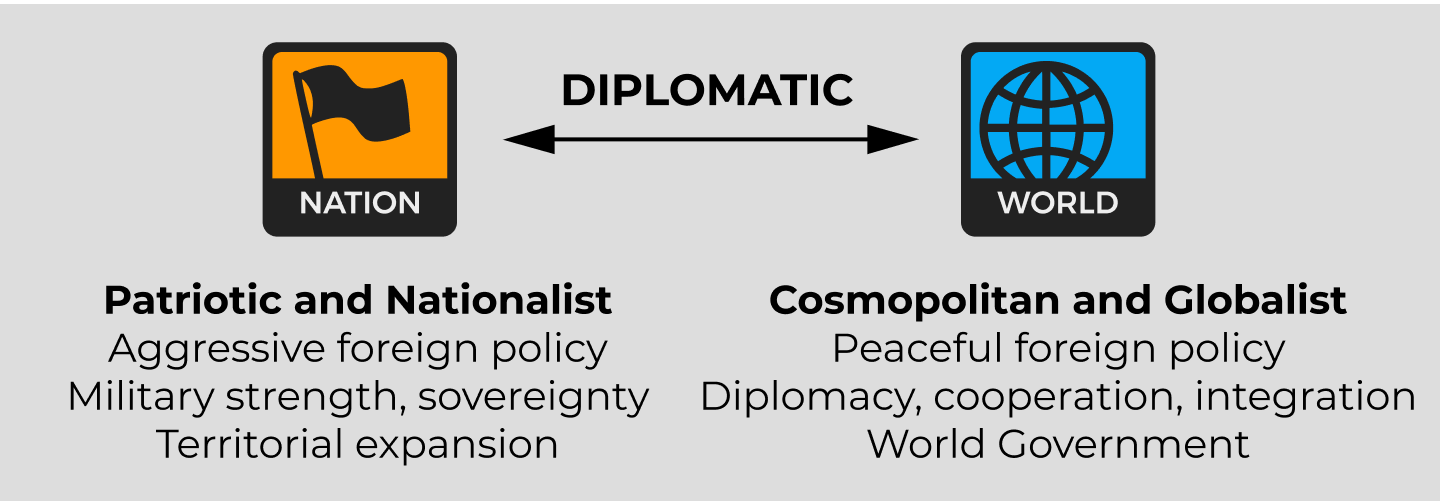 DIPLOMATIC
NATION
WORLD
Patriotic and Nationalist
Aggressive foreign policy
Military strength, sovereignty
Territorial expansion
Cosmopolitan and Globalist
Peaceful foreign policy
Diplomacy, cooperation, integration
World Government